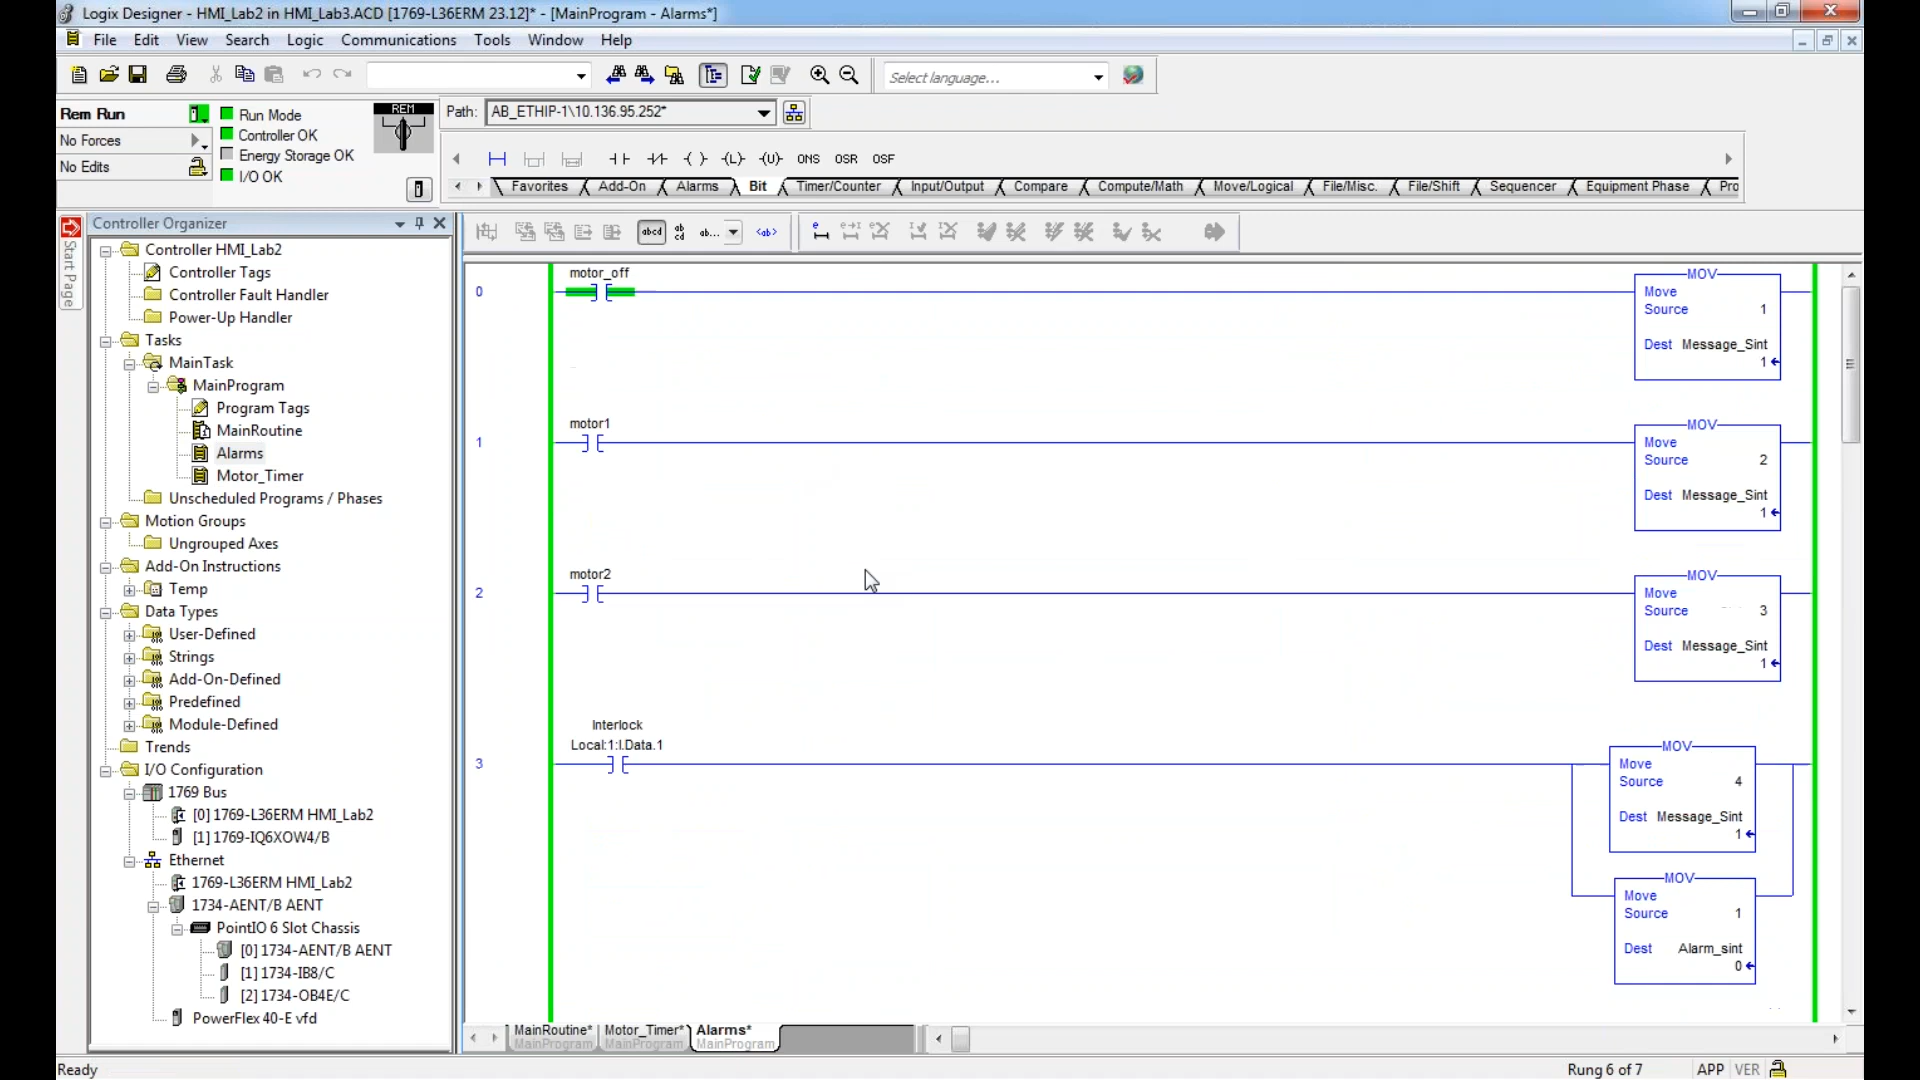 Logix Designer - HMI_Lab2 in HMI_Lab3.ACD [1769-L36ERM 23.12]* - [MainProgram - Alarms*]
File Edit View Search Logic Communications Tools Window Help
Select language...
Rem Run
No Forces
No Edits
Run Mode
Controller OK
Energy Storage OK
I/O OK
REM
Path: AB_ETHIP-1\10.136.95.252*
(L) (U) ONS OSR OSF
Favorites Add-On Alarms Bit Timer/Counter Input/Output Compare Compute/Math Move/Logical File/Misc. File/Shift Sequencer Equipment Phase Pro
Start Page
Controller Organizer
Controller HMI_Lab2
Controller Tags
Controller Fault Handler
Power-Up Handler
Tasks
MainTask
MainProgram
Program Tags
MainRoutine
Alarms
Motor_Timer
Unscheduled Programs / Phases
Motion Groups
Ungrouped Axes
Add-On Instructions
Temp
Data Types
User-Defined
Strings
Add-On-Defined
Predefined
Module-Defined
Trends
I/O Configuration
1769 Bus
[0] 1769-L36ERM HMI_Lab2
[1] 1769-IQ6XOW4/B
Ethernet
1769-L36ERM HMI_Lab2
1734-AENT/B AENT
PointIO 6 Slot Chassis
[0] 1734-AENT/B AENT
[1] 1734-IB8/C
[2] 1734-OB4E/C
PowerFlex 40-E vfd
abcd ab cd ab... <ab>
0
motor_off
MOV
Move
Source 1
Dest Message_Sint
1
1
motor1
MOV
Move
Source 2
Dest Message_Sint
1
2
motor2
MOV
Move
Source 3
Dest Message_Sint
1
3
Interlock
Local:1:I.Data.1
MOV
Move
Source 4
Dest Message_Sint
1
MOV
Move
Source 1
Dest Alarm_sint
0
MainRoutine* Motor_Timer* Alarms*
MainProgram MainProgram MainProgram
Ready
Rung 6 of 7
APP VER